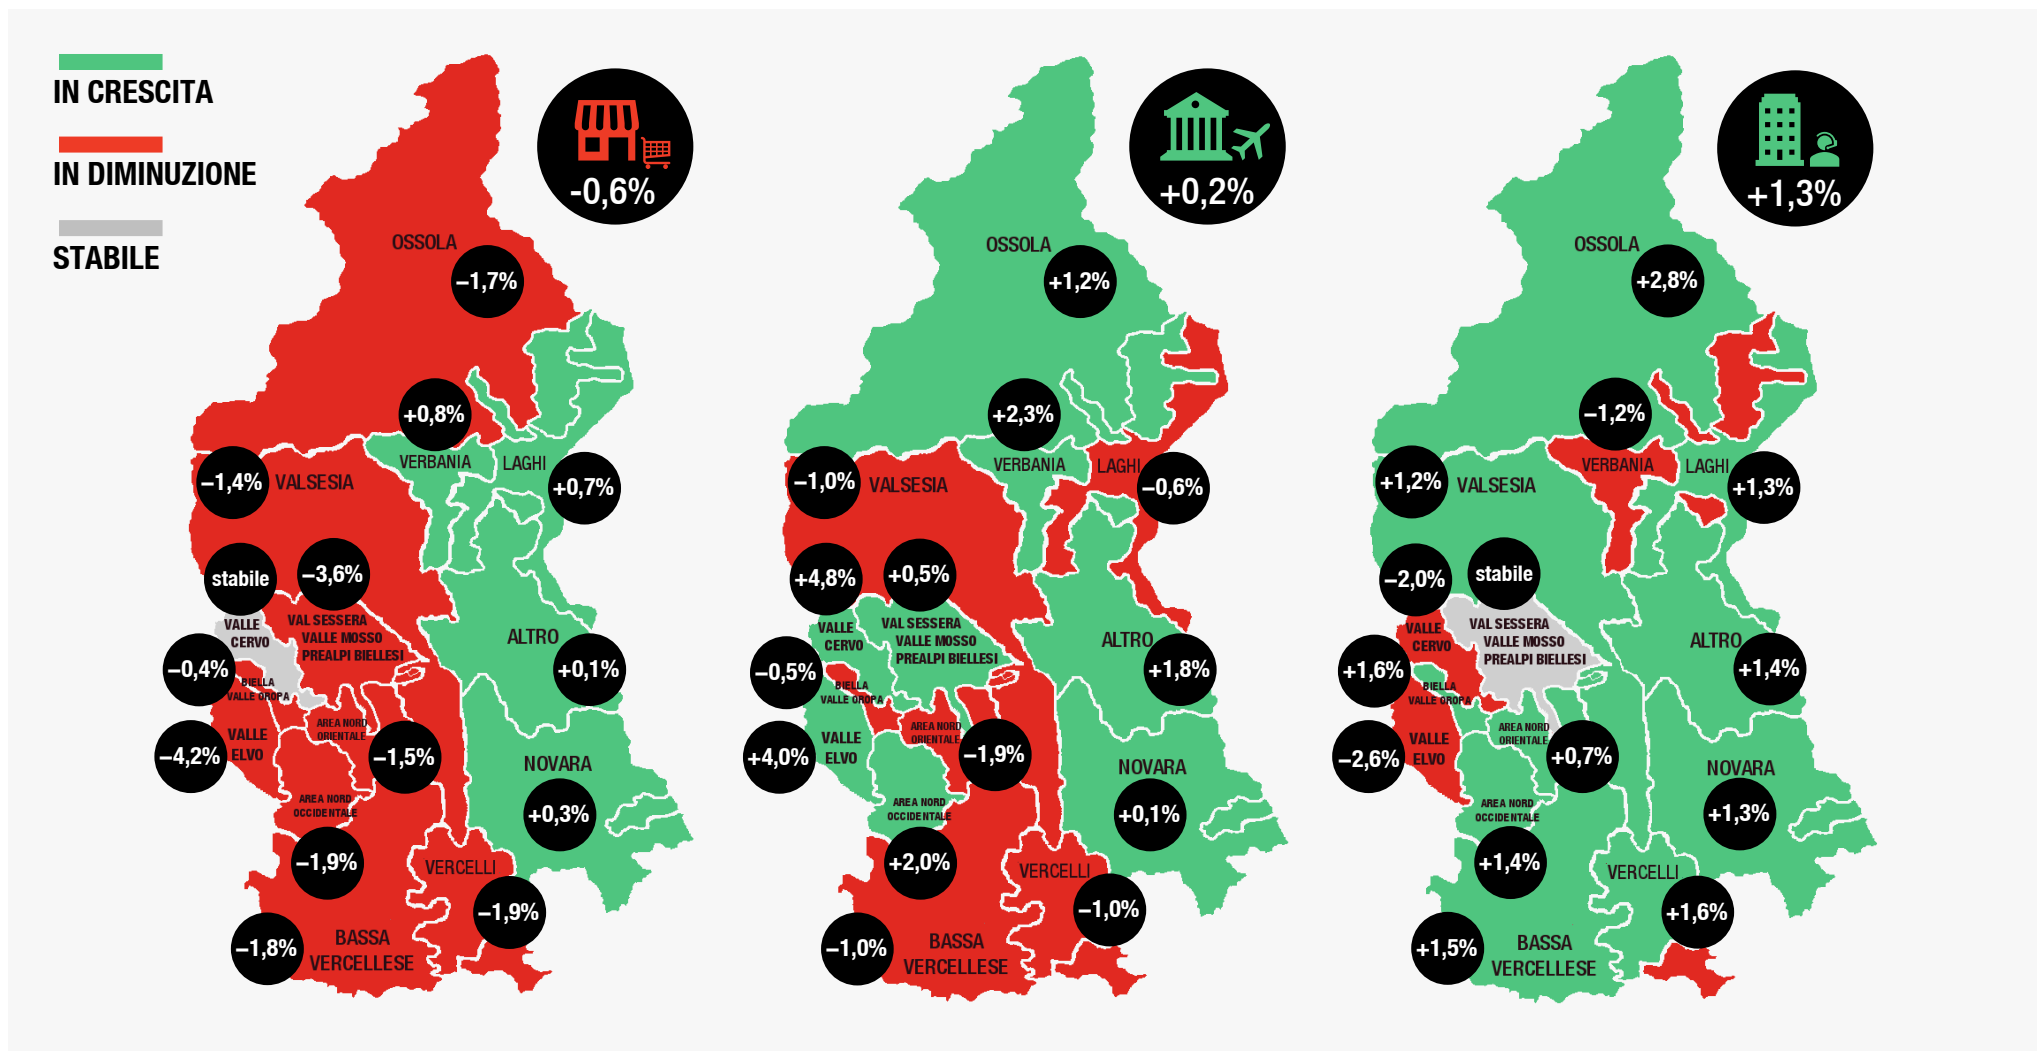 IN CRESCITA
IN DIMINUZIONE
STABILE
-0,6%
OSSOLA
–1,7%
+0,8%
VERBANIA
LAGHI
+0,7%
–1,4%
VALSESIA
stabile
–3,6%
VALLE
CERVO
VAL SESSERA
VALLE MOSSO
PREALPI BIELLESI
ALTRO
+0,1%
–0,4%
BIELLA
VALLE OROPA
AREA NORD
ORIENTALE
–4,2%
VALLE
ELVO
–1,5%
NOVARA
+0,3%
AREA NORD
OCCIDENTALE
–1,9%
VERCELLI
–1,9%
–1,8%
BASSA
VERCELLESE
+0,2%
OSSOLA
+1,2%
+2,3%
VERBANIA
LAGHI
–0,6%
–1,0%
VALSESIA
+4,8%
+0,5%
VALLE
CERVO
VAL SESSERA
VALLE MOSSO
PREALPI BIELLESI
ALTRO
+1,8%
–0,5%
BIELLA
VALLE OROPA
AREA NORD
ORIENTALE
+4,0%
VALLE
ELVO
–1,9%
NOVARA
+0,1%
AREA NORD
OCCIDENTALE
+2,0%
VERCELLI
–1,0%
–1,0%
BASSA
VERCELLESE
+1,3%
OSSOLA
+2,8%
–1,2%
VERBANIA
LAGHI
+1,3%
+1,2%
VALSESIA
–2,0%
stabile
VALLE
CERVO
VAL SESSERA
VALLE MOSSO
PREALPI BIELLESI
ALTRO
+1,4%
+1,6%
BIELLA
VALLE OROPA
AREA NORD
ORIENTALE
–2,6%
VALLE
ELVO
+0,7%
NOVARA
+1,3%
AREA NORD
OCCIDENTALE
+1,4%
VERCELLI
+1,6%
+1,5%
BASSA
VERCELLESE